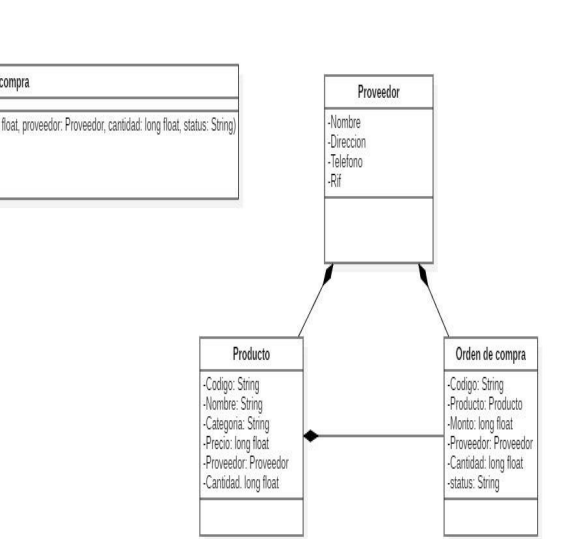 compra
float, proveedor: Proveedor, cantidad: long float, status: String)
Proveedor
-Nombre
-Direccion
-Telefono
-Rif
Producto
-Codigo: String
-Nombre: String
-Categoria: String
-Precio: long float
-Proveedor: Proveedor
-Cantidad. long float
Orden de compra
-Codigo: String
-Producto: Producto
-Monto: long float
-Proveedor: Proveedor
-Cantidad: long float
-status: String